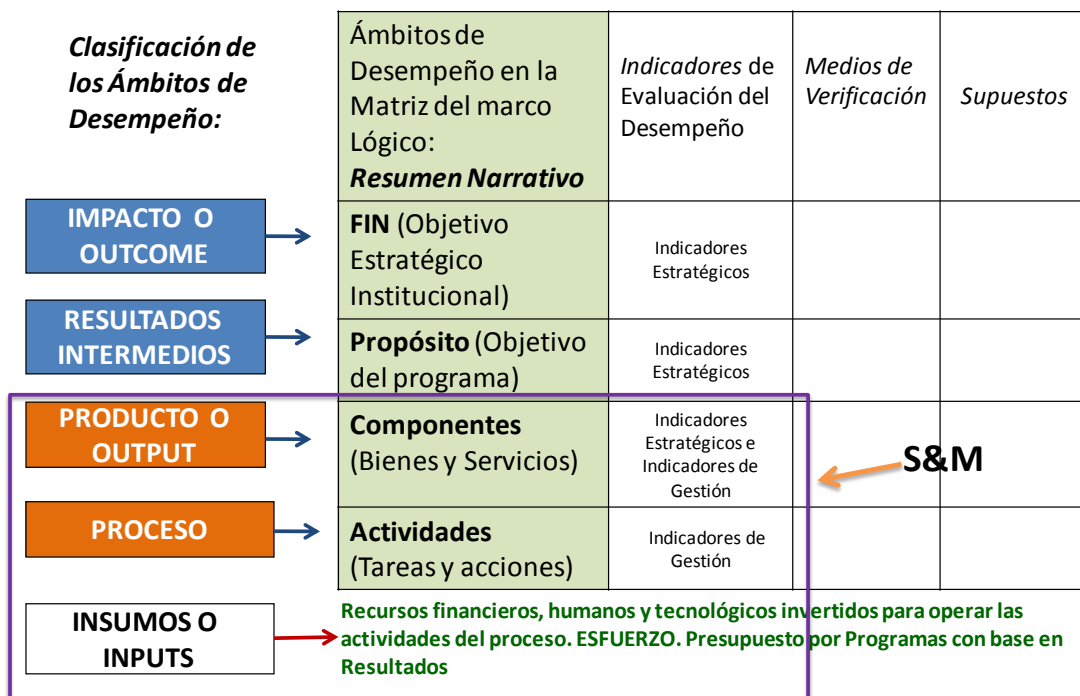 Clasificación de
los Ámbitos de
Desempeño:
Ámbitos de
Desempeño en la
Matriz del marco
Lógico:
Resumen Narrativo
Indicadores de
Evaluación del
Desempeño
Medios de
Verificación
Supuestos
IMPACTO O
OUTCOME
FIN (Objetivo
Estratégico
Institucional)
Indicadores
Estratégicos
RESULTADOS
INTERMEDIOS
Propósito (Objetivo
del programa)
Indicadores
Estratégicos
PRODUCTO O
OUTPUT
Componentes
(Bienes y Servicios)
Indicadores
Estratégicos e
Indicadores de
Gestión
S&M
PROCESO
Actividades
(Tareas y acciones)
Indicadores de
Gestión
INSUMOS O
INPUTS
Recursos financieros, humanos y tecnológicos invertidos para operar las
actividades del proceso. ESFUERZO. Presupuesto por Programas con base en
Resultados